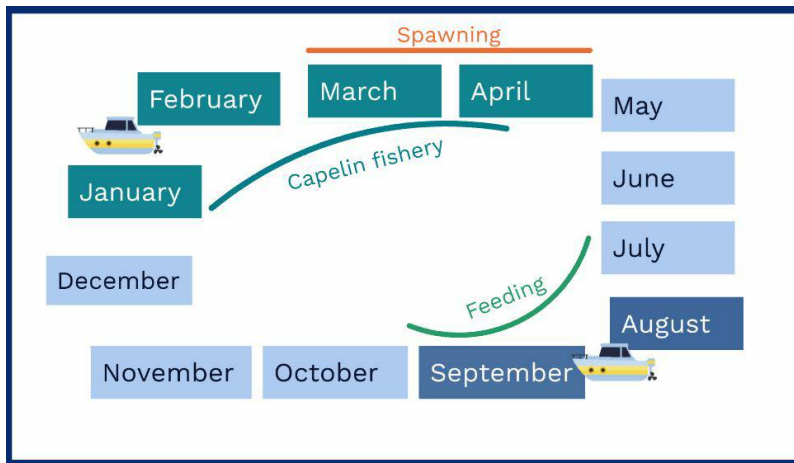 Spawning
February
March
April
May
Capelin fishery
January
June
July
December
Feeding
August
November
October
September